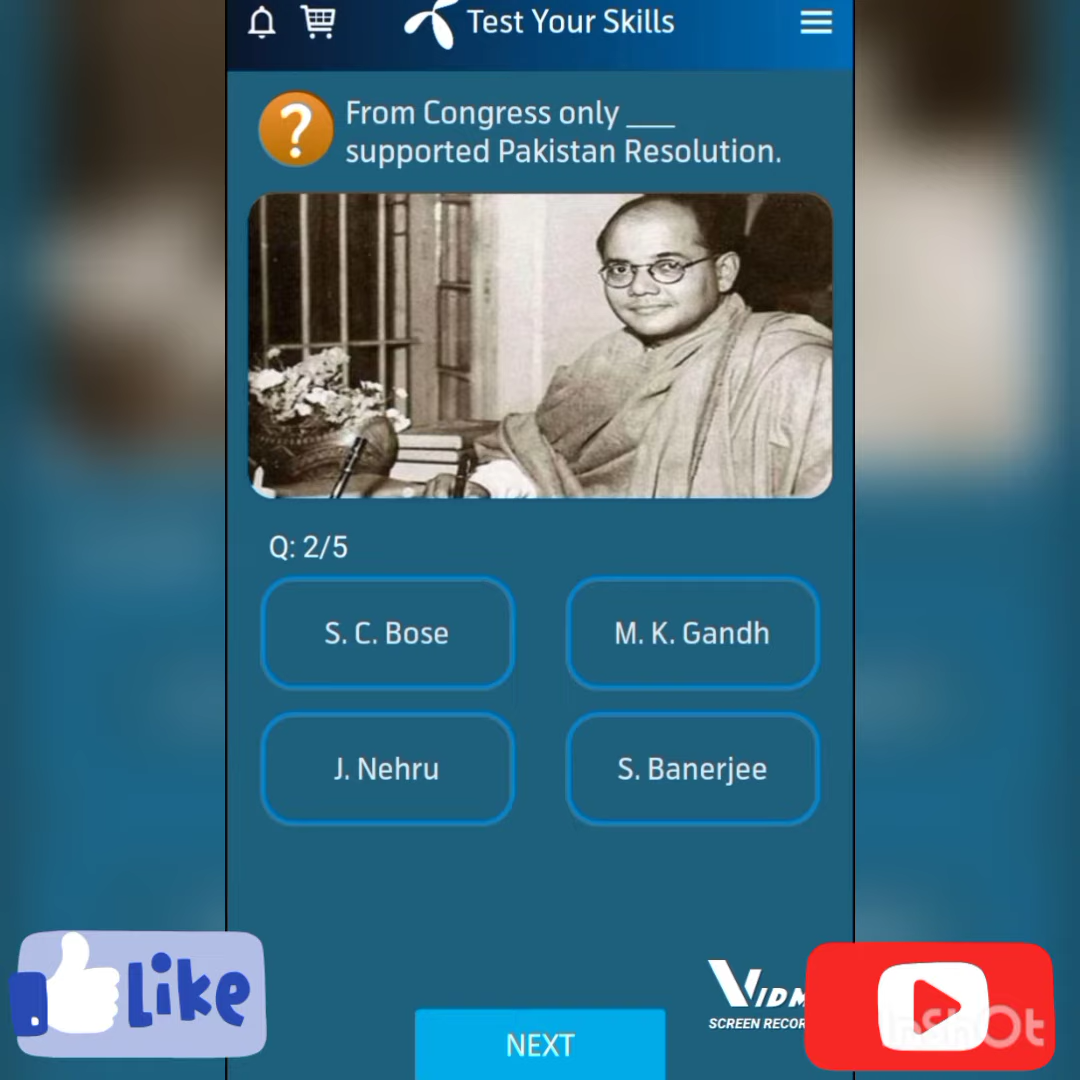 Test Your Skills
?
From Congress only ___
supported Pakistan Resolution.
Q: 2/5
S. C. Bose
M. K. Gandh
J. Nehru
S. Banerjee
Like
SCREEN RECOR
NEXT